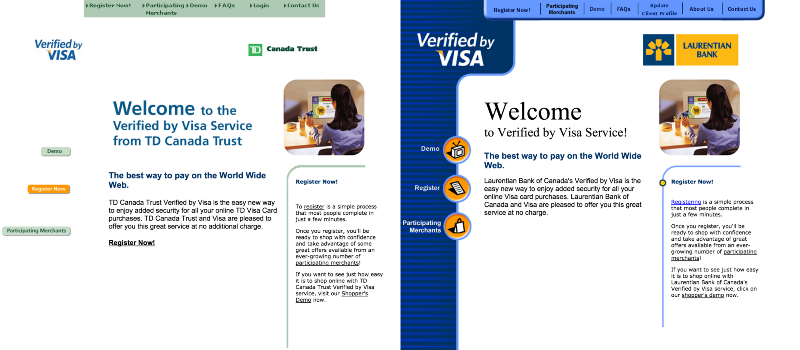 Register Now!
Participating
Merchants
Demo
FAQs
Login
Contact Us
Verified by
VISA
TD
Canada Trust
Welcome to the
Verified by Visa Service
from TD Canada Trust
Demo
Register Now
Participating Merchants
The best way to pay on the World Wide
Web.
TD Canada Trust Verified by Visa is the easy new way
to enjoy added security for all your online TD Visa Card
purchases. TD Canada Trust and Visa are pleased to
offer you this great service at no additional charge.
Register Now!
Register Now!
To register is a simple process
that most people complete in
just a few minutes.
Once you register, you'll be
ready to shop with confidence
and take advantage of some
great offers available from an
ever-growing number of
participating merchants!
If you want to see just how easy
it is to shop online with TD
Canada Trust Verified by Visa
service, visit our Shopper's
Demo now.
Register Now!
Participating
Merchants
Demo
FAQs
Update
Client Profile
About Us
Contact Us
Verified by
VISA
LAURENTIAN
BANK
Welcome
to Verified by Visa Service!
Demo
Register
Participating
Merchants
The best way to pay on the World Wide
Web.
Laurentian Bank of Canada's Verified by Visa is the
easy new way to enjoy added security for all your
online Visa card purchases. Laurentian Bank of
Canada and Visa are pleased to offer you this great
service at no charge.
Register Now!
Registering is a simple process
that most people complete in
just a few minutes.
Once you register, you'll be
ready to shop with confidence
and take advantage of great
offers available from an ever-
growing number of participating
merchants!
If you want to see just how easy
it is to shop online with
Laurentian Bank of Canada's
Verified by Visa service, click on
our shopper's demo now.